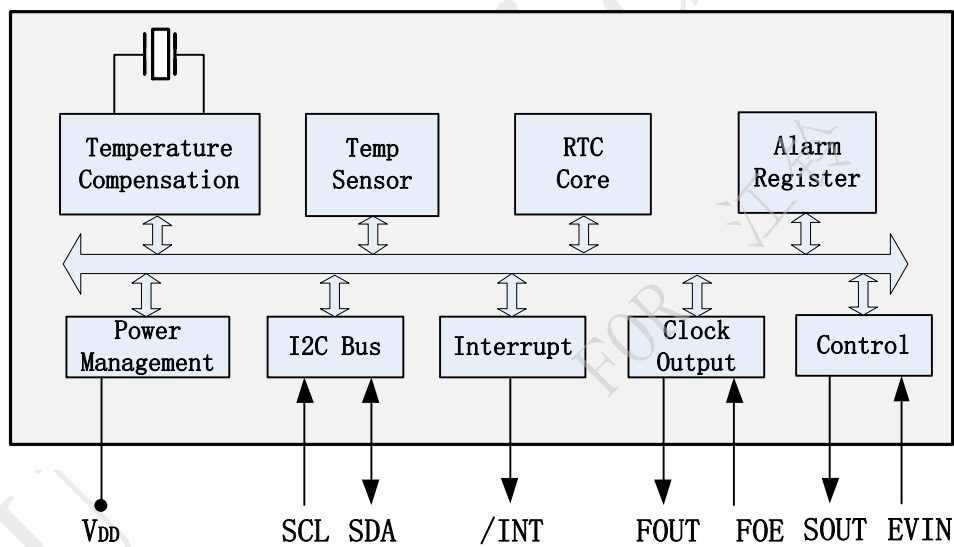 Temperature
Compensation
Temp
Sensor
RTC
Core
Alarm
Register
Power
Management
I2C Bus
Interrupt
Clock
Output
Control
VDD
SCL
SDA
/INT
FOUT
FOE
SOUT
EVIN
FOR